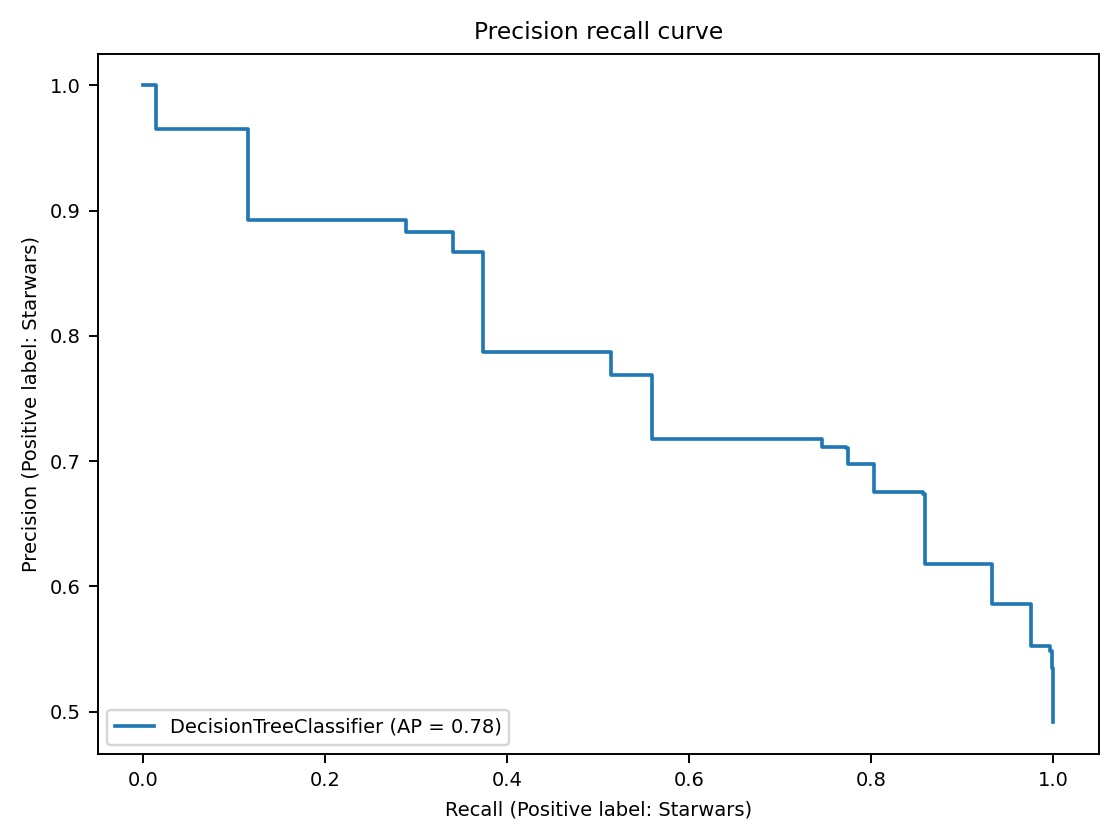 Precision recall curve
Precision (Positive label: Starwars)
1.0
0.9
0.8
0.7
0.6
0.5
DecisionTreeClassifier (AP = 0.78)
0.0 0.2 0.4 0.6 0.8 1.0
Recall (Positive label: Starwars)